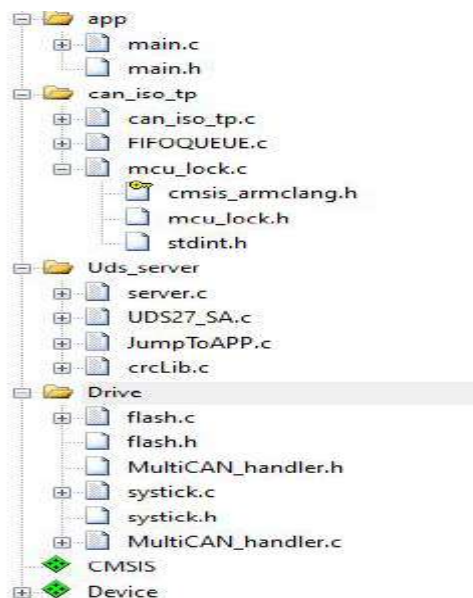 app
main.c
main.h
can_iso_tp
can_iso_tp.c
FIFOQUEUE.c
mcu_lock.c
cmsis_armclang.h
mcu_lock.h
stdint.h
Uds_server
server.c
UDS27_SA.c
JumpToAPP.c
crcLib.c
Drive
flash.c
flash.h
MultiCAN_handler.h
systick.c
systick.h
MultiCAN_handler.c
CMSIS
Device